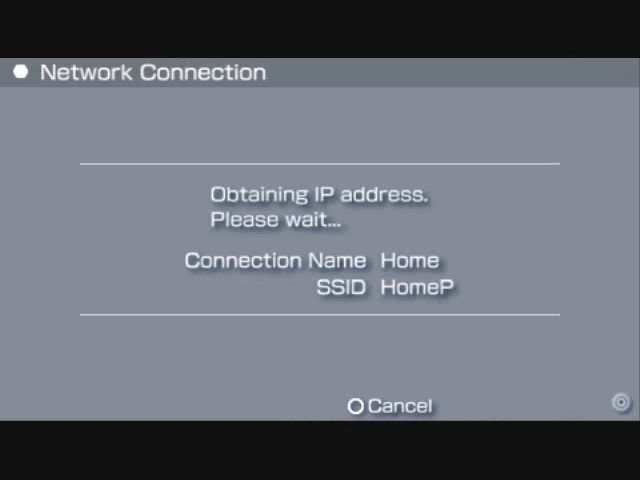 Network Connection
Obtaining IP address.
Please wait...
Connection Name Home
SSID HomeP
Cancel